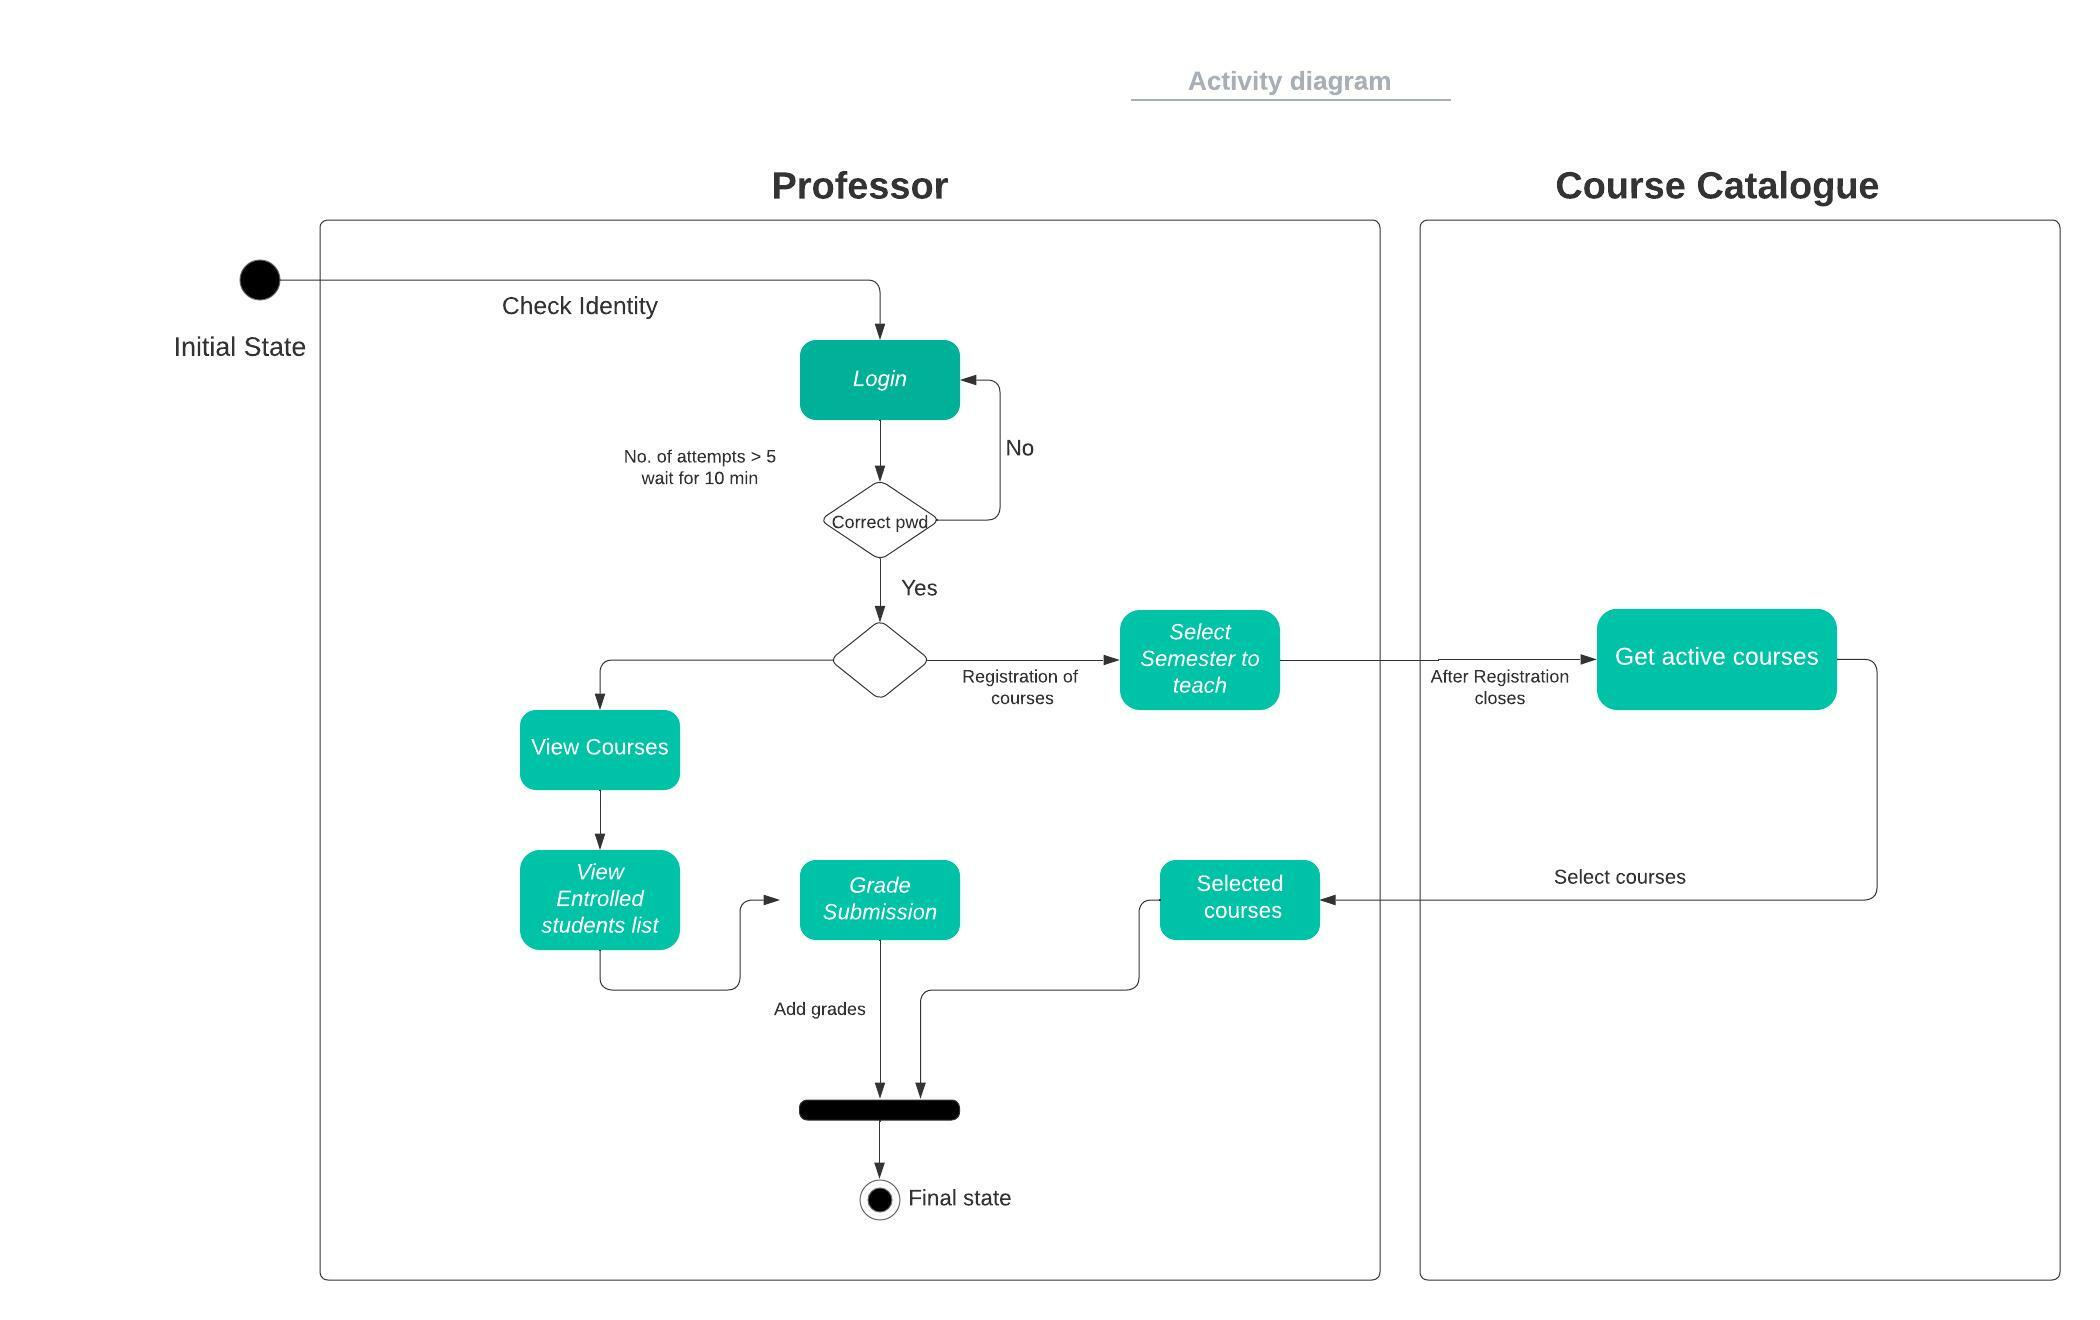 Activity diagram
Professor
Course Catalogue
Check Identity
Initial State
Login
No
No. of attempts > 5
wait for 10 min
Correct pwd
Yes
Select
Semester to
teach
Get active courses
Registration of
courses
After Registration
closes
View Courses
View
Entrolled
students list
Grade
Submission
Selected
courses
Select courses
Add grades
Final state